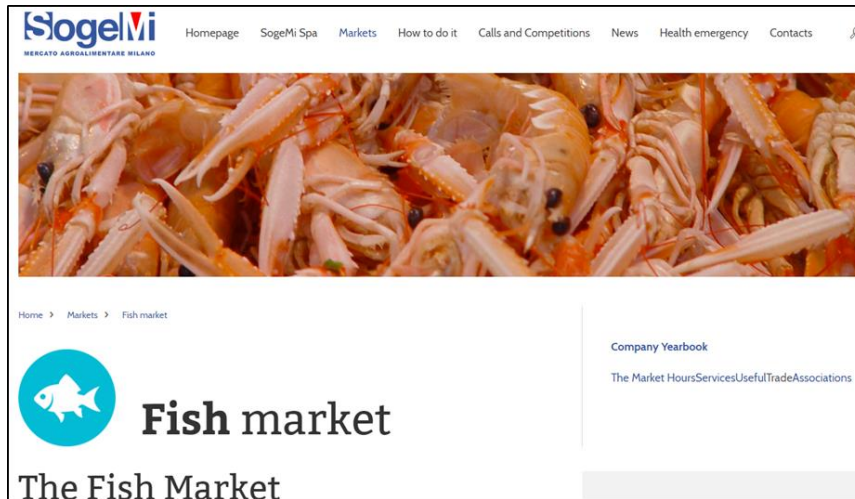 SogeMi
MERCATO AGROALIMENTARE MILANO
Homepage SogeMi Spa Markets How to do it Calls and Competitions News Health emergency Contacts
Home > Markets > Fish market
Fish market
The Fish Market
Company Yearbook
The Market HoursServicesUsefulTradeAssociations